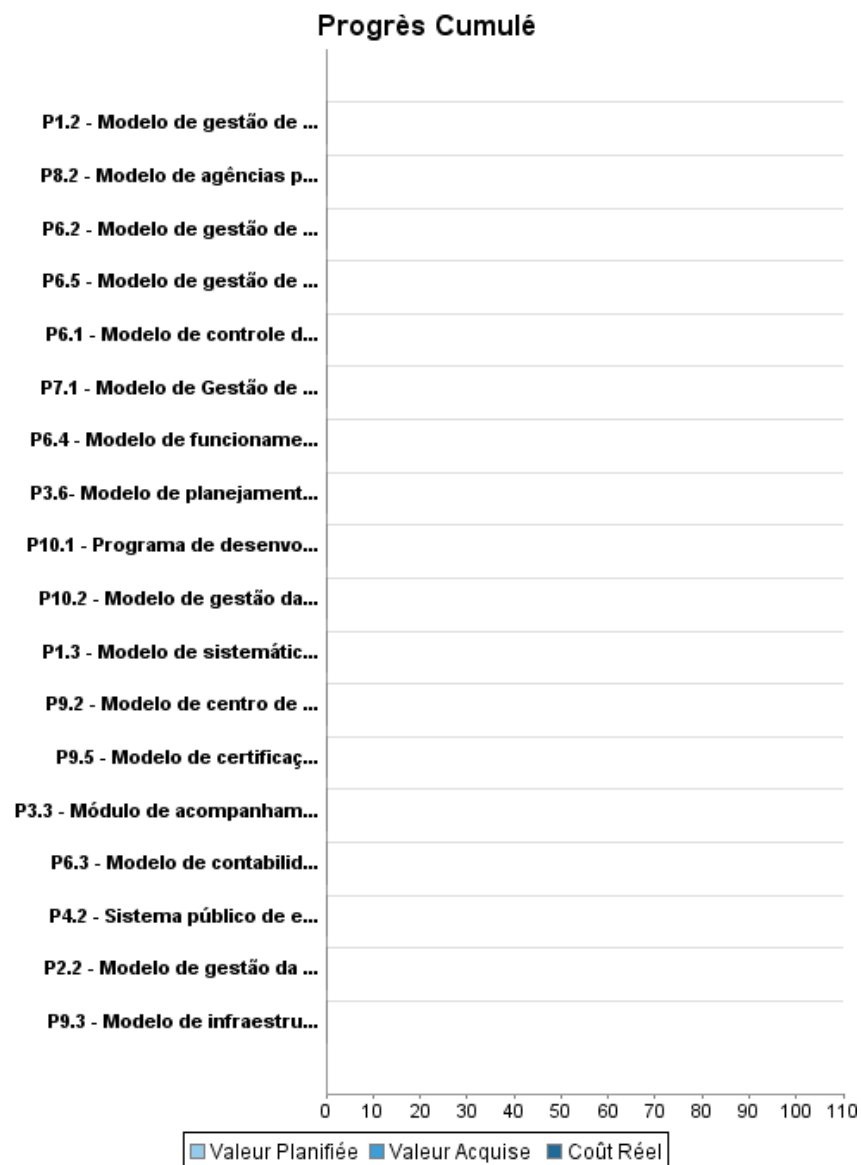 Progrès Cumulé
P1.2 - Modelo de gestão de ...
P8.2 - Modelo de agências p...
P6.2 - Modelo de gestão de ...
P6.5 - Modelo de gestão de ...
P6.1 - Modelo de controle d...
P7.1 - Modelo de Gestão de ...
P6.4 - Modelo de funcioname...
P3.6- Modelo de planejament...
P10.1 - Programa de desenvo...
P10.2 - Modelo de gestão da...
P1.3 - Modelo de sistemátic...
P9.2 - Modelo de centro de ...
P9.5 - Modelo de certificaç...
P3.3 - Módulo de acompanham...
P6.3 - Modelo de contabilid...
P4.2 - Sistema público de e...
P2.2 - Modelo de gestão da ...
P9.3 - Modelo de infraestru...
0 10 20 30 40 50 60 70 80 90 100 110
Valeur Planifiée Valeur Acquise Coût Réel